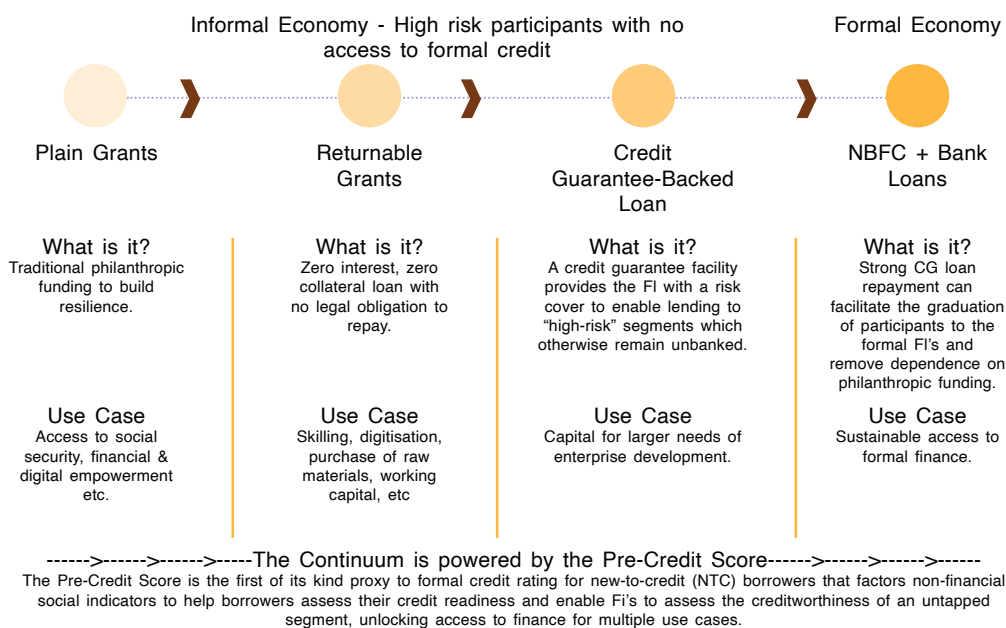 Informal Economy - High risk participants with no
access to formal credit
Formal Economy
Plain Grants
Returnable
Grants
Credit
Guarantee-Backed
Loan
NBFC + Bank
Loans
What is it?
Traditional philanthropic
funding to build
resilience.
What is it?
Zero interest, zero
collateral loan with
no legal obligation to
repay.
What is it?
A credit guarantee facility
provides the FI with a risk
cover to enable lending to
“high-risk” segments which
otherwise remain unbanked.
What is it?
Strong CG loan
repayment can
facilitate the graduation
of participants to the
formal FI's and
remove dependence on
philanthropic funding.
Use Case
Access to social
security, financial &
digital empowerment
etc.
Use Case
Skilling, digitisation,
purchase of raw
materials, working
capital, etc
Use Case
Capital for larger needs of
enterprise development.
Use Case
Sustainable access to
formal finance.
------>------>------>-----The Continuum is powered by the Pre-Credit Score------>------>------>------
The Pre-Credit Score is the first of its kind proxy to formal credit rating for new-to-credit (NTC) borrowers that factors non-financial
social indicators to help borrowers assess their credit readiness and enable Fi's to assess the creditworthiness of an untapped
segment, unlocking access to finance for multiple use cases.